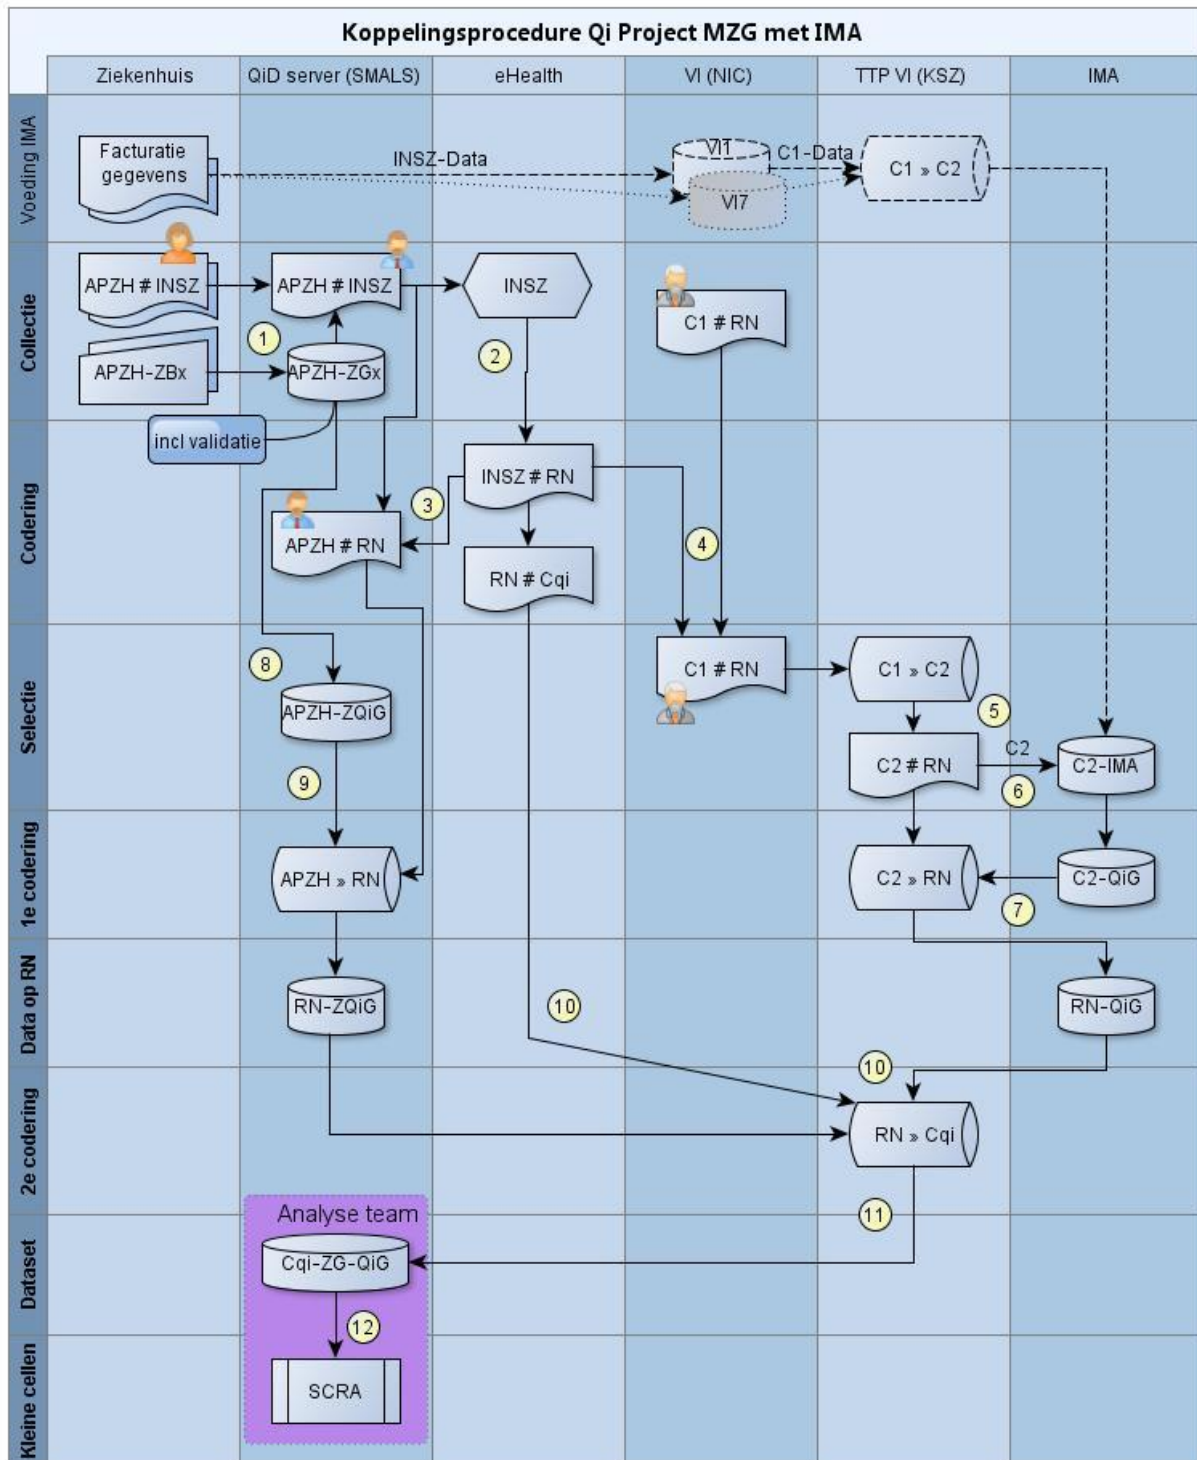 Koppelingsprocedure Qi Project MZG met IMA
Ziekenhuis
QiD server (SMALS)
eHealth
VI (NIC)
TTP VI (KSZ)
IMA
Voeding IMA
Facturatie
gegevens
INSZ-Data
VI1
VI7
C1-Data
C1 » C2
Collectie
APZH # INSZ
APZH # INSZ
INSZ
C1 # RN
1
2
APZH-ZBx
APZH-ZGx
incl validatie
Codering
INSZ # RN
3
APZH # RN
4
RN # Cqi
Selectie
8
C1 # RN
C1 » C2
APZH-ZQiG
5
C2 # RN
C2
C2-IMA
9
6
1e codering
APZH » RN
C2 » RN
C2-QiG
7
Data op RN
RN-ZQiG
10
RN-QiG
2e codering
10
RN » Cqi
11
Analyse team
Dataset
Cqi-ZG-QiG
12
Kleine cellen
SCRA